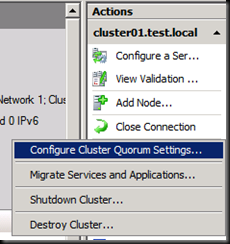 Actions
cluster01.test.local
Configure a Ser...
View Validation ...
Add Node...
Close Connection
Network 1; Clus
d 0 IPv6
Configure Cluster Quorum Settings...
Migrate Services and Applications...
Shutdown Cluster...
Destroy Cluster...